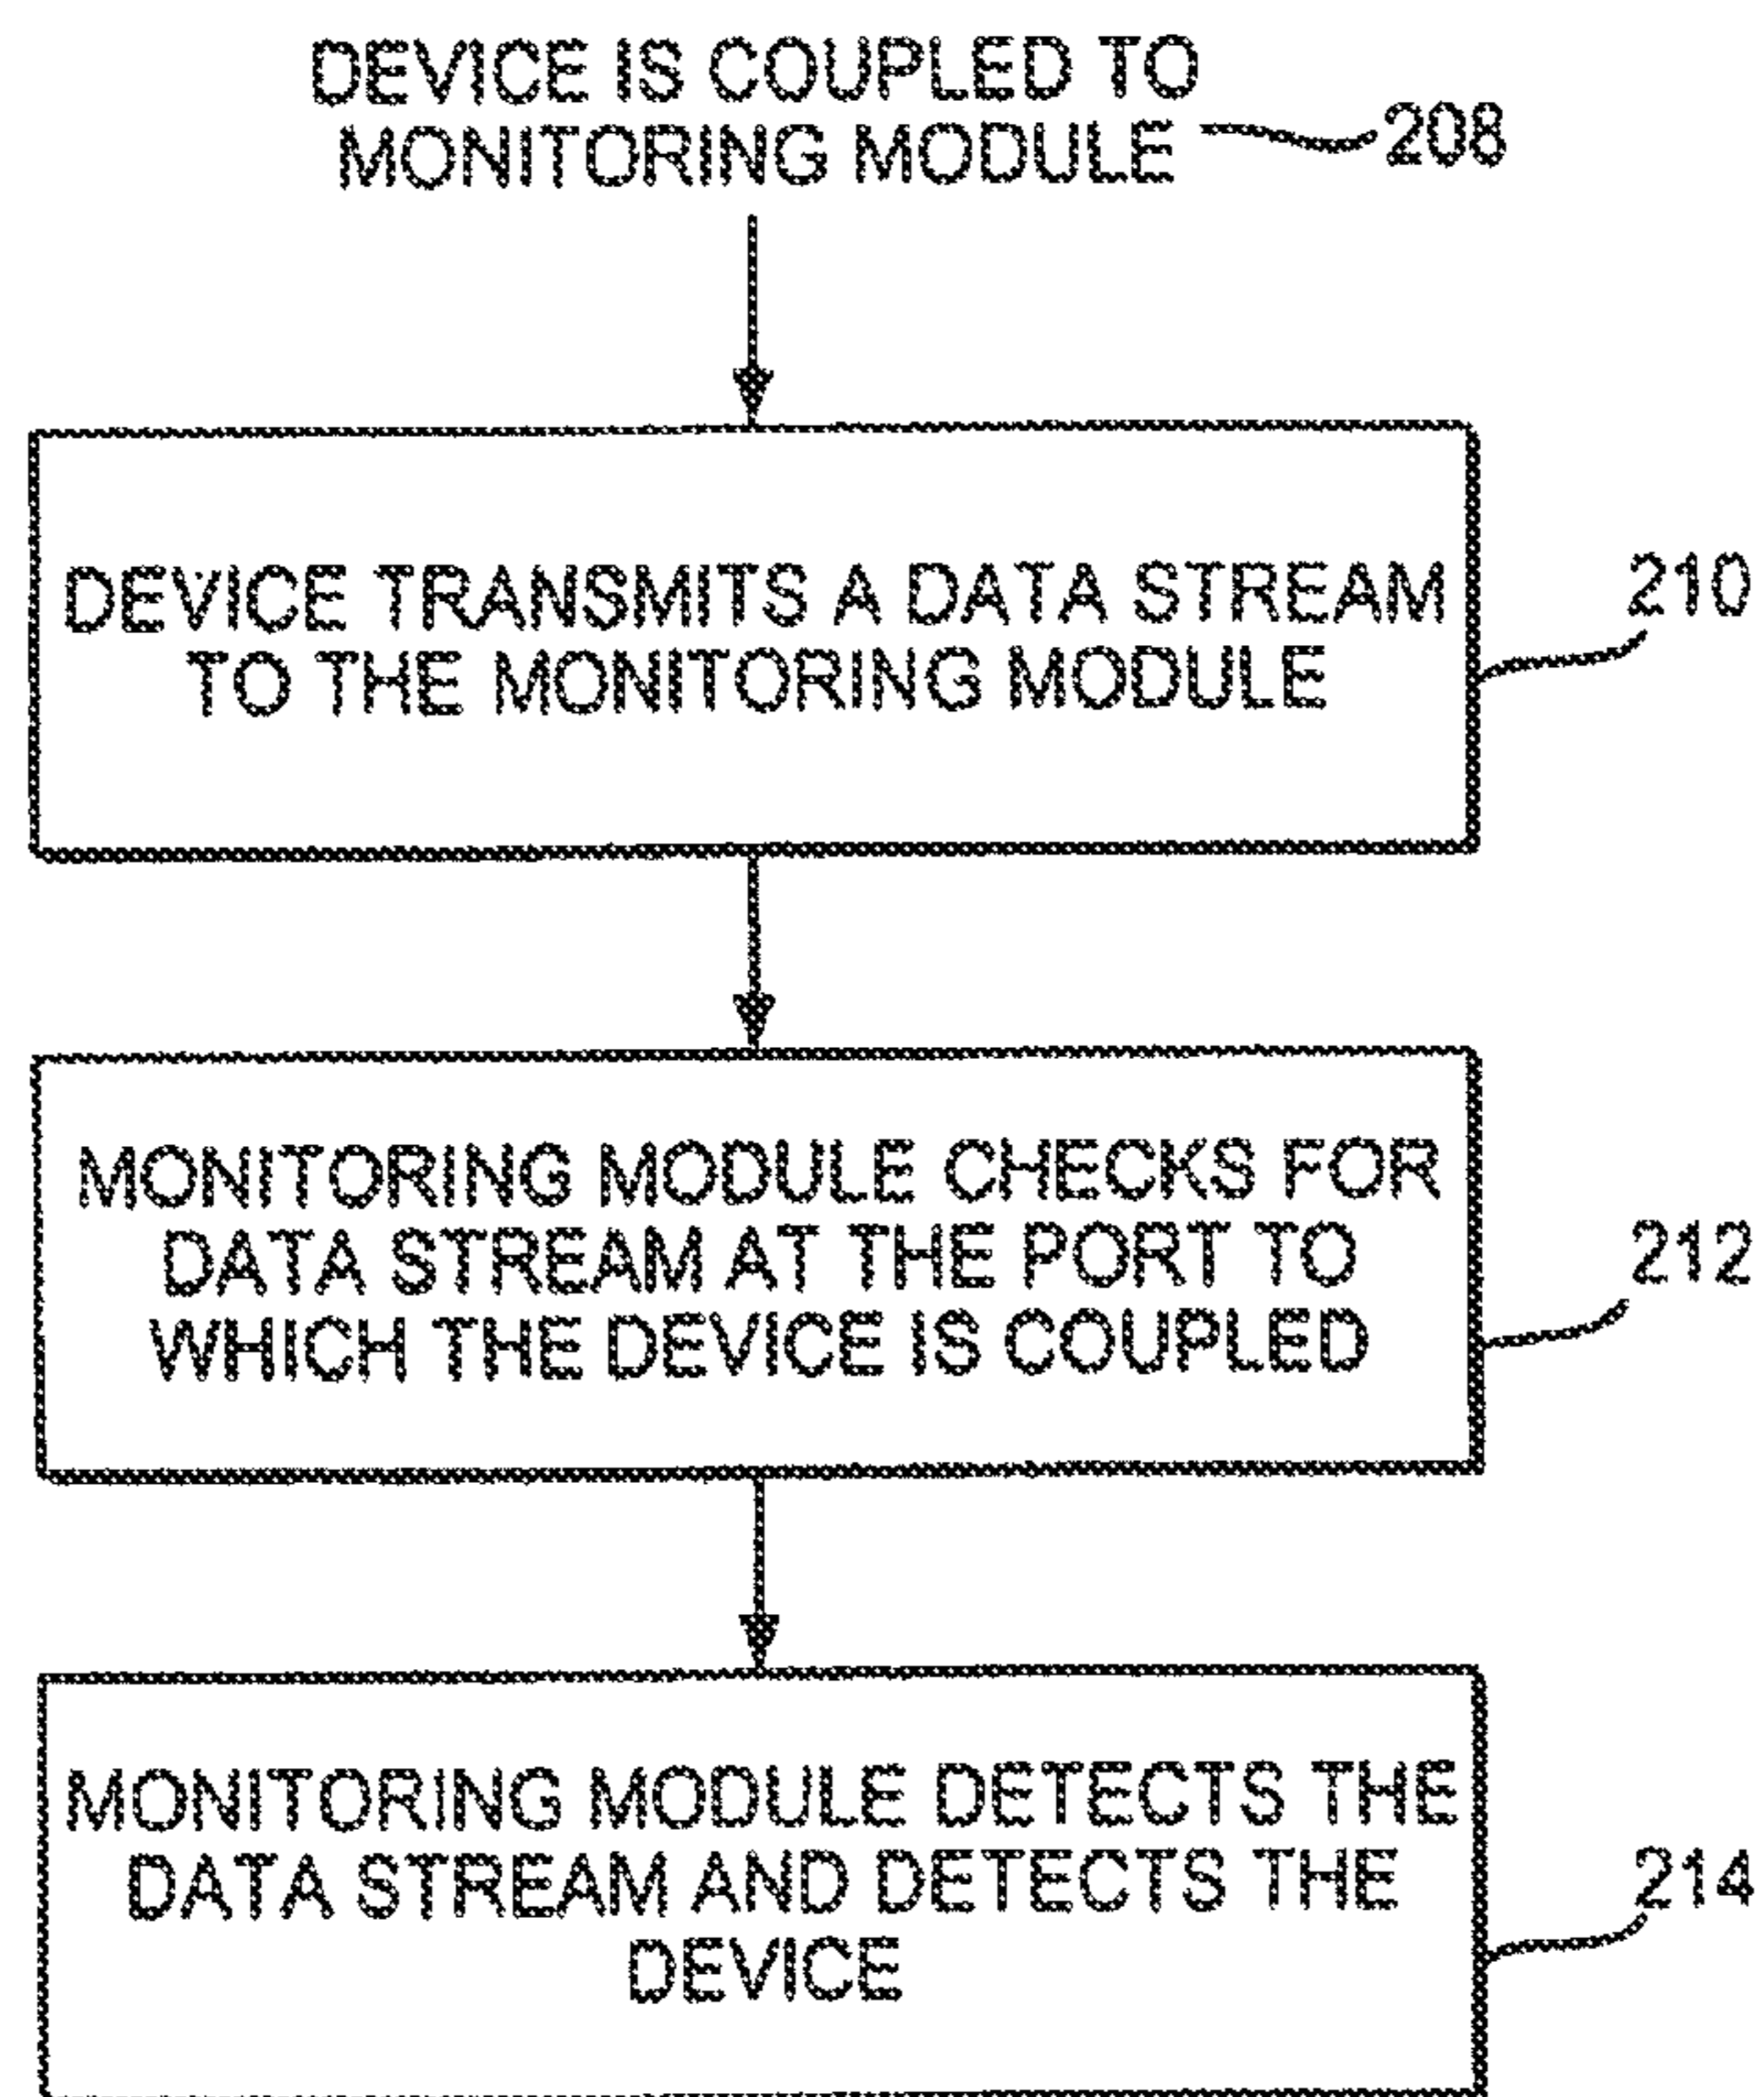 DEVICE IS COUPLED TO
MONITORING MODULE
208
DEVICE TRANSMITS A DATA STREAM
TO THE MONITORING MODULE
210
MONITORING MODULE CHECKS FOR
DATA STREAM AT THE PORT TO
WHICH THE DEVICE IS COUPLED
212
MONITORING MODULE DETECTS THE
DATA STREAM AND DETECTS THE
DEVICE
214